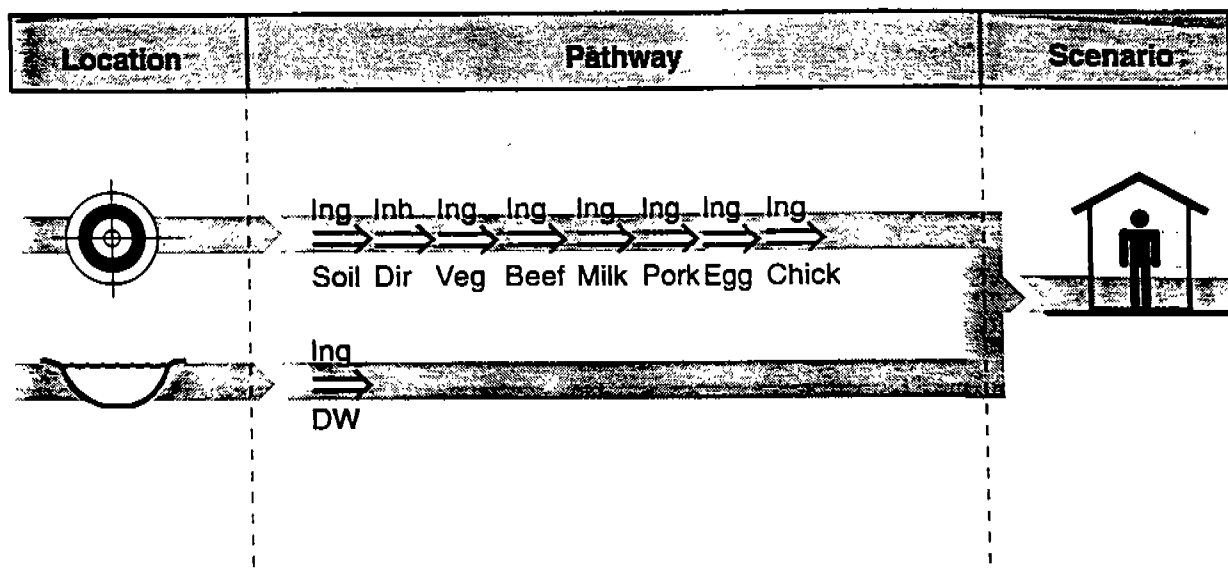 Location Pathway Scenario
Ing Inh Ing Ing Ing Ing Ing Ing
Soil Dir Veg Beef Milk Pork Egg Chick
Ing
DW